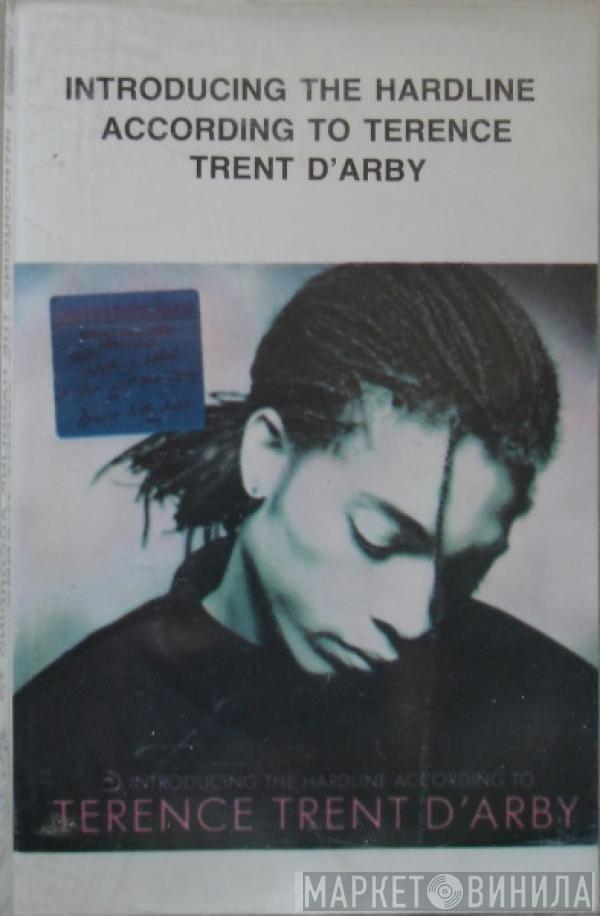 INTRODUCING THE HARDLINE
ACCORDING TO TERENCE
TRENT D'ARBY
INTRODUCING THE HARDLINE ACCORDING TO
TERENCE TRENT D'ARBY
МАРКЕТ ВИНИЛА